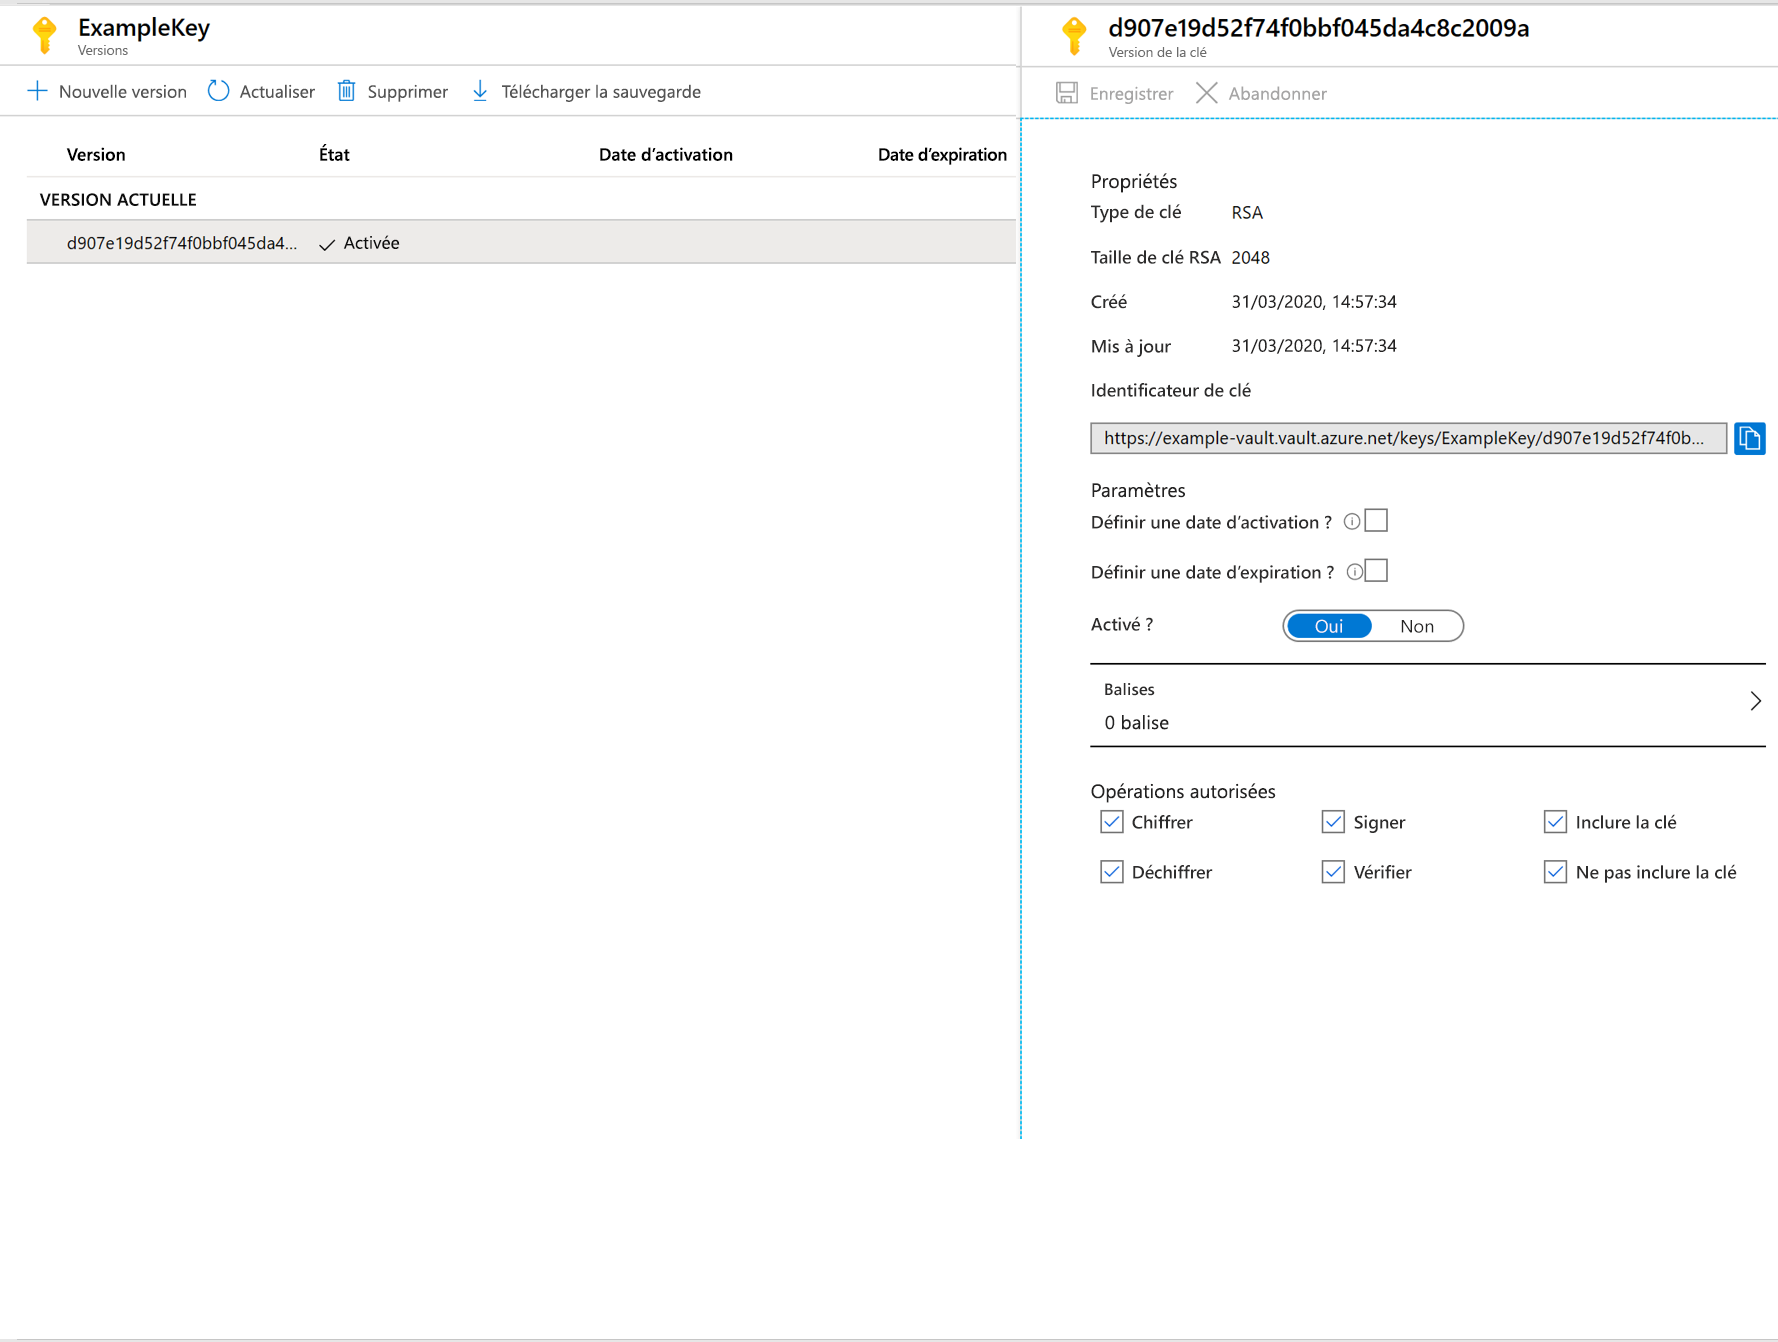 ExampleKey
Versions
Nouvelle version Actualiser Supprimer Télécharger la sauvegarde
Version État Date d’activation Date d’expiration
VERSION ACTUELLE
d907e19d52f74f0bbf045da4... Activée
d907e19d52f74f0bbf045da4c8c2009a
Version de la clé
Enregistrer Abandonner
Propriétés
Type de clé RSA
Taille de clé RSA 2048
Créé 31/03/2020, 14:57:34
Mis à jour 31/03/2020, 14:57:34
Identificateur de clé
https://example-vault.vault.azure.net/keys/ExampleKey/d907e19d52f74f0b...
Paramètres
Définir une date d’activation ?
Définir une date d’expiration ?
Activé ? Oui Non
Balises
0 balise
Opérations autorisées
Chiffrer Signer Inclure la clé
Déchiffrer Vérifier Ne pas inclure la clé